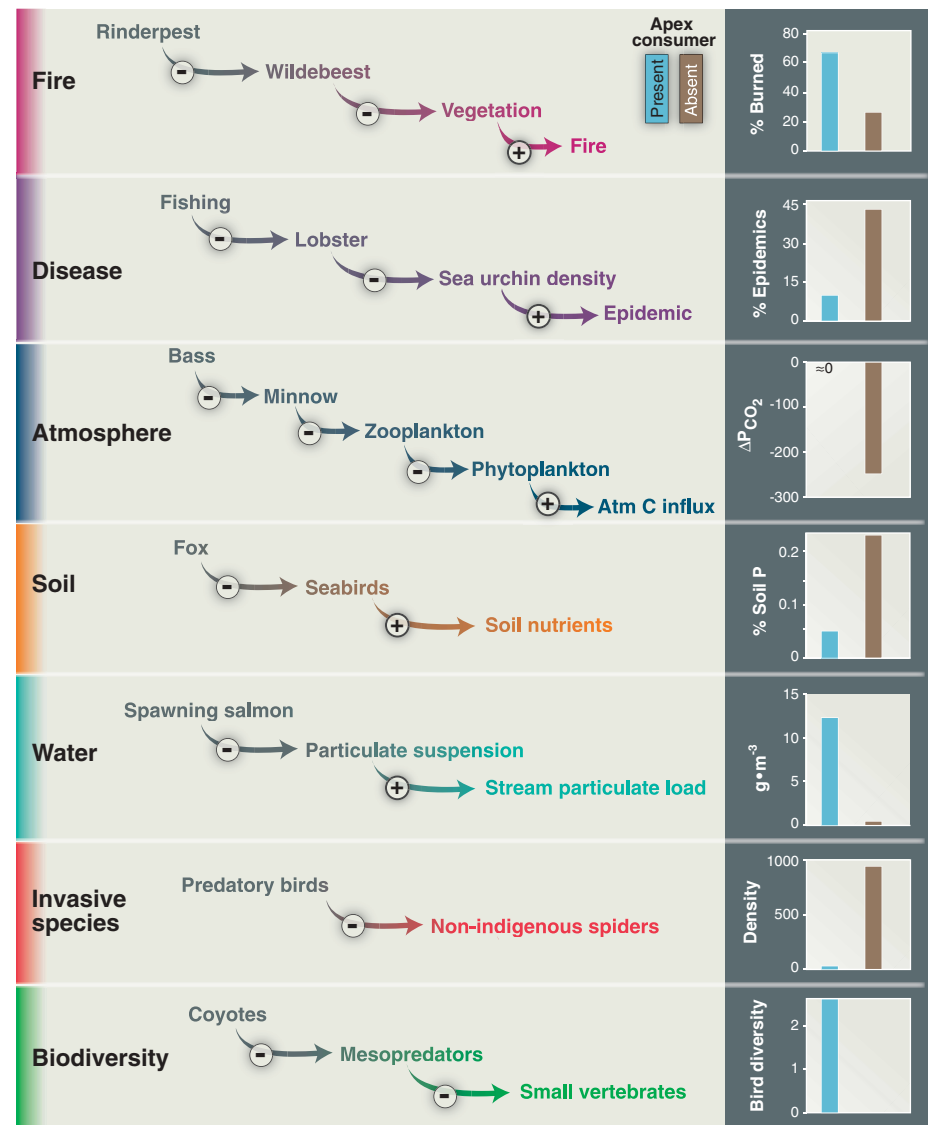 Rinderpest
Fire
-
Wildebeest
-
Vegetation
+
Fire
Apex
consumer
Present
Absent
% Burned
80
60
40
20
0
Fishing
Disease
-
Lobster
-
Sea urchin density
+
Epidemic
% Epidemics
45
30
15
0
Bass
Atmosphere
-
Minnow
-
Zooplankton
-
Phytoplankton
+
Atm C influx
ΔPCO2
0
-100
-200
-300
≈0
Fox
Soil
-
Seabirds
+
Soil nutrients
% Soil P
0.2
0.1
0
Spawning salmon
Water
-
Particulate suspension
+
Stream particulate load
g•m-3
15
10
5
0
Predatory birds
Invasive
species
-
Non-indigenous spiders
Density
1000
500
0
Coyotes
Biodiversity
-
Mesopredators
-
Small vertebrates
Bird diversity
2
1
0